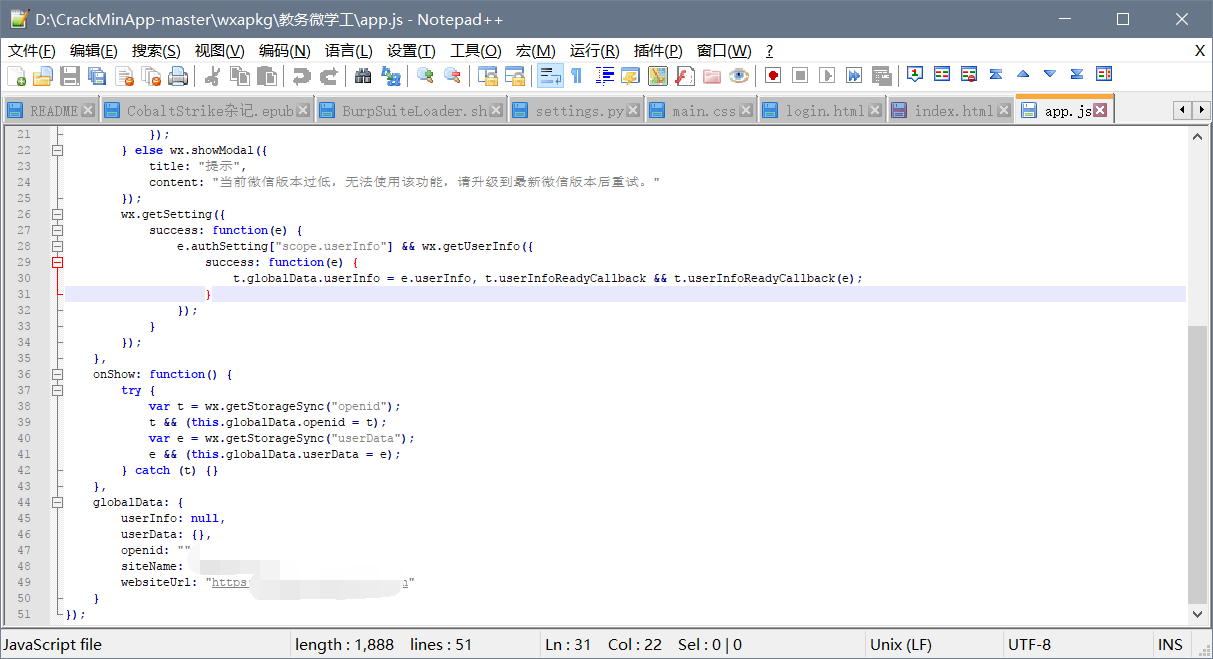 D:\CrackMinApp-master\wxapkg\教务微学工\app.js - Notepad++
文件(F) 编辑(E) 搜索(S) 视图(V) 编码(N) 语言(L) 设置(T) 工具(O) 宏(M) 运行(R) 插件(P) 窗口(W) ? X
README CobaltStrike杂记.epub BurpSuiteLoader.sh settings.py main.css login.html index.html app.js
21 });
22 } else wx.showModal({
23 title: "提示",
24 content: "当前微信版本过低，无法使用该功能，请升级到最新微信版本后重试。"
25 });
26 wx.getSetting({
27 success: function(e) {
28 e.authSetting["scope.userInfo"] && wx.getUserInfo({
29 success: function(e) {
30 t.globalData.userInfo = e.userInfo, t.userInfoReadyCallback && t.userInfoReadyCallback(e);
31 }
32 });
33 }
34 });
35 },
36 onShow: function() {
37 try {
38 var t = wx.getStorageSync("openid");
39 t && (this.globalData.openid = t);
40 var e = wx.getStorageSync("userData");
41 e && (this.globalData.userData = e);
42 } catch (t) {}
43 },
44 globalData: {
45 userInfo: null,
46 userData: {},
47 openid: ""
48 siteName:
49 websiteUrl: "https "
50 }
51 });
JavaScript file length : 1,888 lines : 51 Ln : 31 Col : 22 Sel : 0 | 0 Unix (LF) UTF-8 INS